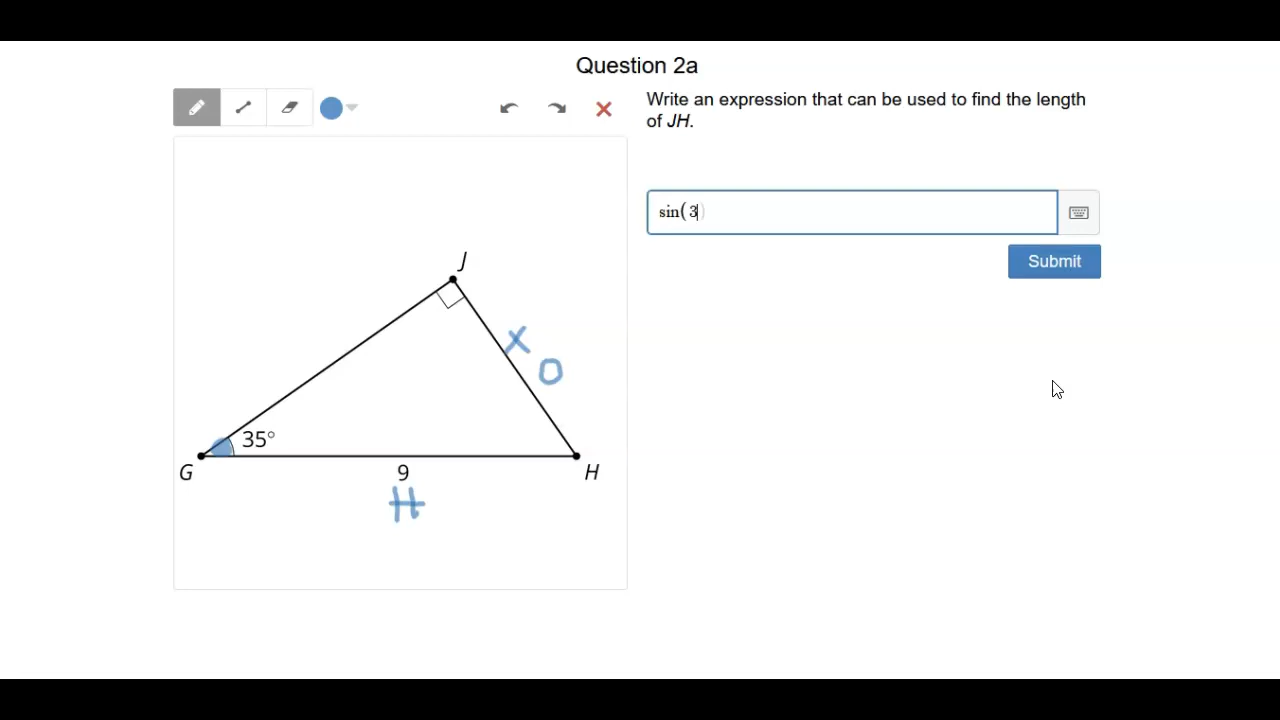 Question 2a
Write an expression that can be used to find the length
of JH.
sin(3)
Submit
J
X
O
35°
G
9
H
H